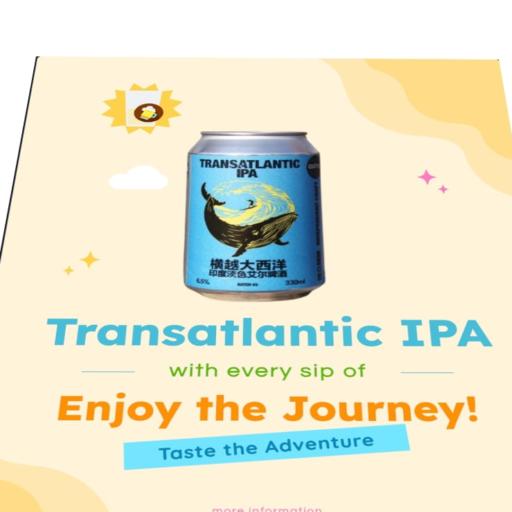 TRANSATLANTIC
IPA
横越大西洋
印度淡色艾尔啤酒
6.5%
330ml
Transatlantic IPA
with every sip of
Enjoy the Journey!
Taste the Adventure
more information